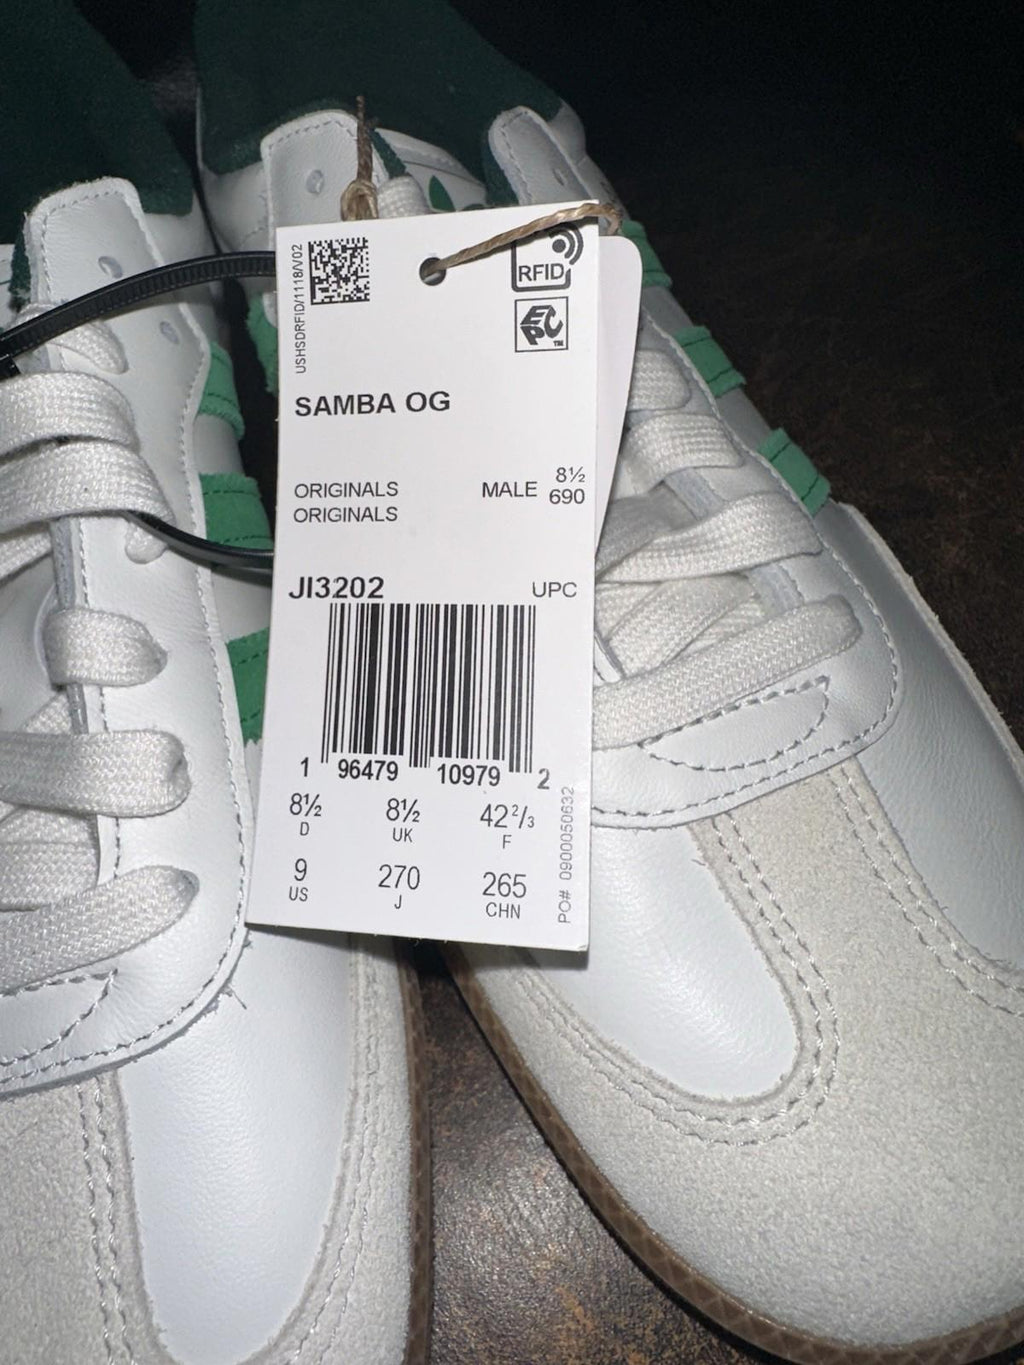 USHSDRFID/1118/V02
RFID
EPC™
SAMBA OG
ORIGINALS MALE 8½
ORIGINALS 690
JI3202 UPC
1 96479 10979 2
8½ 8½ 42²/₃
D UK F
9 270 265
US J CHN
PO# 0900050632